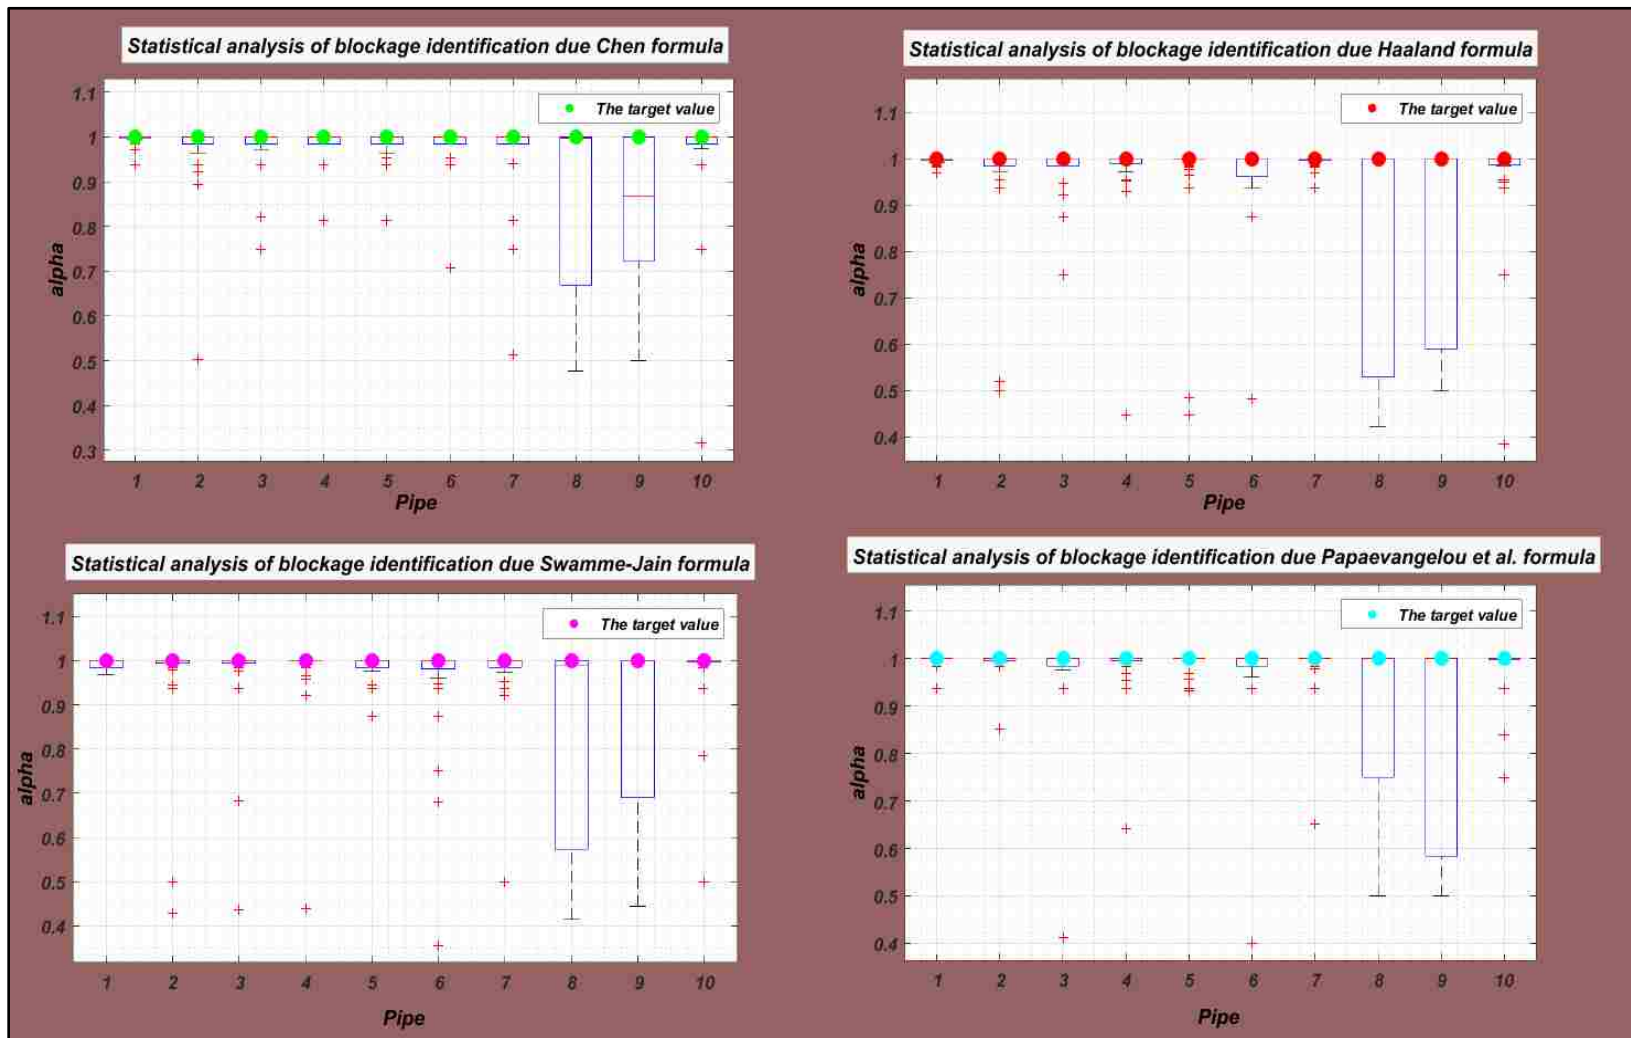 Statistical analysis of blockage identification due Chen formula
The target value
1.1
1
0.9
0.8
0.7
0.6
0.5
0.4
0.3
alpha
1 2 3 4 5 6 7 8 9 10
Pipe
Statistical analysis of blockage identification due Haaland formula
The target value
1.1
1
0.9
0.8
0.7
0.6
0.5
0.4
alpha
1 2 3 4 5 6 7 8 9 10
Pipe
Statistical analysis of blockage identification due Swamme-Jain formula
The target value
1.1
1
0.9
0.8
0.7
0.6
0.5
0.4
alpha
1 2 3 4 5 6 7 8 9 10
Pipe
Statistical analysis of blockage identification due Papaevangelou et al. formula
The target value
1.1
1
0.9
0.8
0.7
0.6
0.5
0.4
alpha
1 2 3 4 5 6 7 8 9 10
Pipe